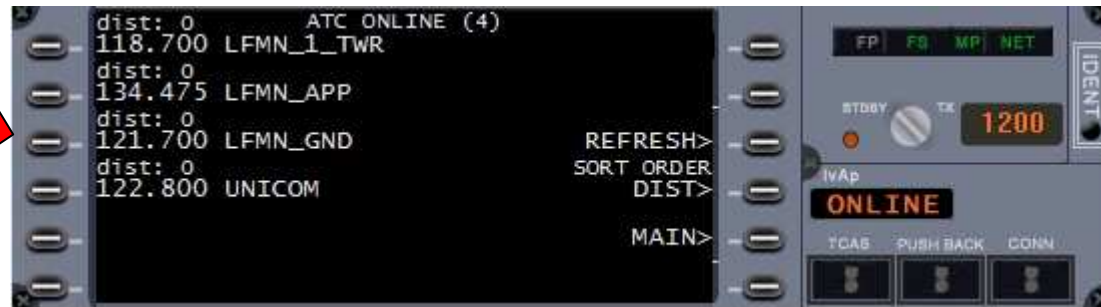 dist: 0 ATC ONLINE (4)
118.700 LFMN_1_TWR
dist: 0
134.475 LFMN_APP
dist: 0
121.700 LFMN_GND REFRESH>
dist: 0 SORT ORDER
122.800 UNICOM DIST>
MAIN>
FP FS MP NET
IDENT
STDBY TX 1200
IvAp
ONLINE
TCAS PUSH BACK CONN